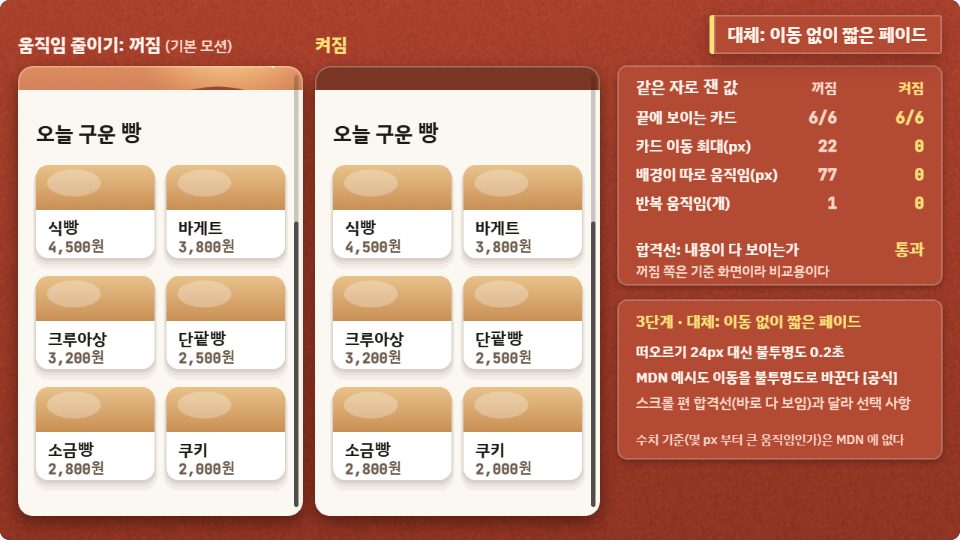 움직임 줄이기: 꺼짐 (기본 모션)
켜짐
대체: 이동 없이 짧은 페이드
오늘 구운 빵
식빵
4,500원
바게트
3,800원
크루아상
3,200원
단팥빵
2,500원
소금빵
2,800원
쿠키
2,000원
오늘 구운 빵
식빵
4,500원
바게트
3,800원
크루아상
3,200원
단팥빵
2,500원
소금빵
2,800원
쿠키
2,000원
같은 자로 잰 값 꺼짐 켜짐
끝에 보이는 카드 6/6 6/6
카드 이동 최대(px) 22 0
배경이 따로 움직임(px) 77 0
반복 움직임(개) 1 0
합격선: 내용이 다 보이는가 통과
꺼짐 쪽은 기준 화면이라 비교용이다
3단계 · 대체: 이동 없이 짧은 페이드
떠오르기 24px 대신 불투명도 0.2초
MDN 예시도 이동을 불투명도로 바꾼다 [공식]
스크롤 편 합격선(바로 다 보임)과 달라 선택 사항
수치 기준(몇 px 부터 큰 움직임인가)은 MDN 에 없다